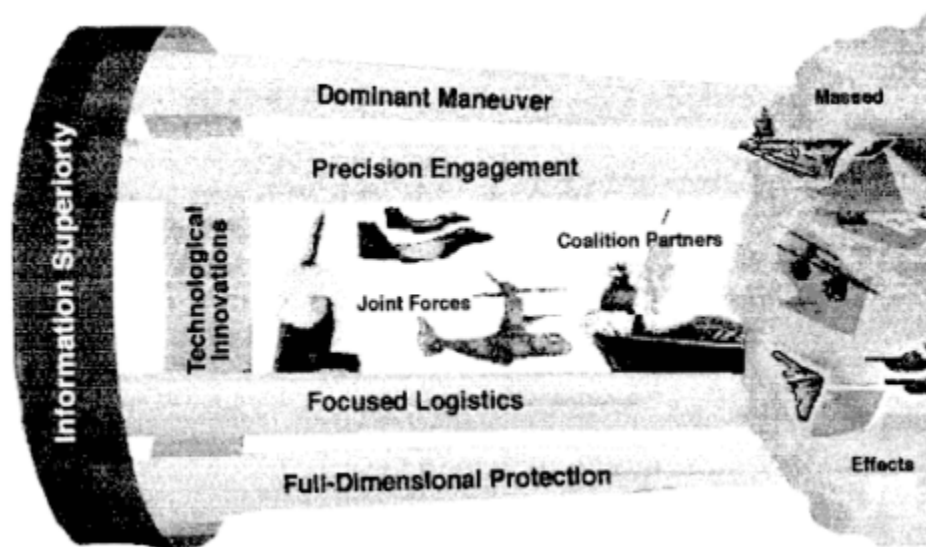 Information Superiorty
Technological
Innovations
Dominant Maneuver
Precision Engagement
Coalition Partners
Joint Forces
Focused Logistics
Full-Dimensional Protection
Massed
Effects